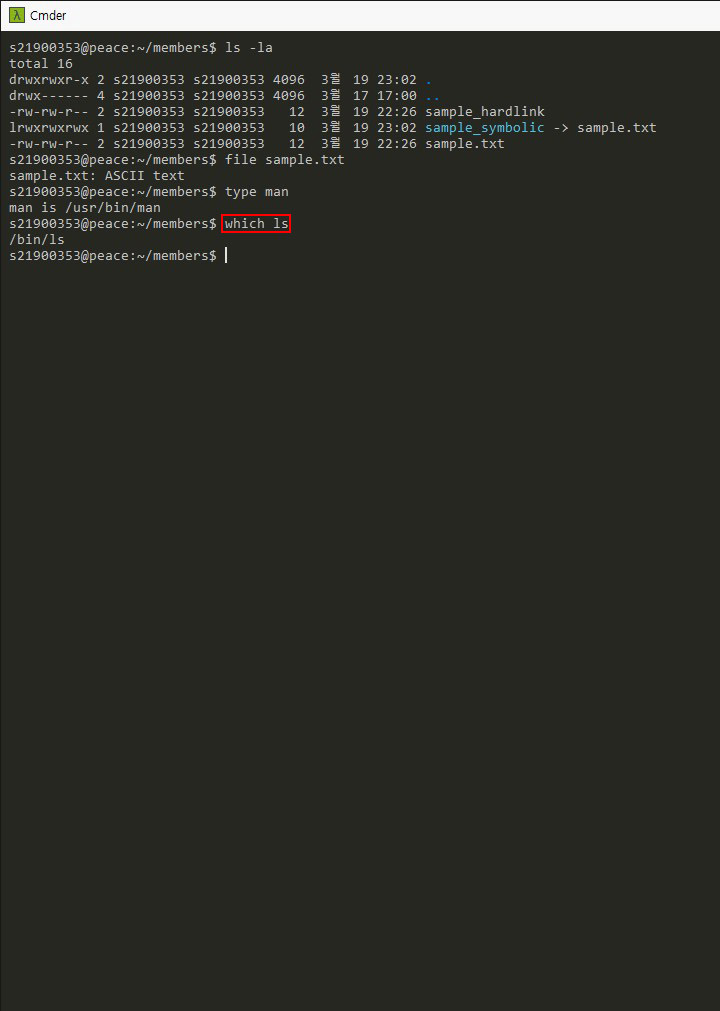 Cmder
s21900353@peace:~/members$ ls -la
total 16
drwxrwxr-x 2 s21900353 s21900353 4096  3월  19 23:02 .
drwx------ 4 s21900353 s21900353 4096  3월  17 17:00 ..
-rw-rw-r-- 2 s21900353 s21900353   12  3월  19 22:26 sample_hardlink
lrwxrwxrwx 1 s21900353 s21900353   10  3월  19 23:02 sample_symbolic -> sample.txt
-rw-rw-r-- 2 s21900353 s21900353   12  3월  19 22:26 sample.txt
s21900353@peace:~/members$ file sample.txt
sample.txt: ASCII text
s21900353@peace:~/members$ type man
man is /usr/bin/man
s21900353@peace:~/members$ which ls
/bin/ls
s21900353@peace:~/members$